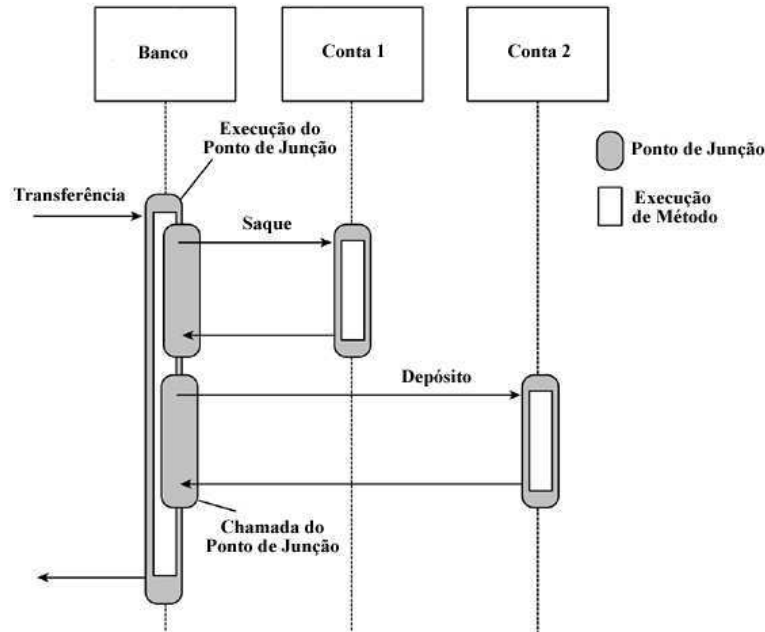 Banco
Conta 1
Conta 2
Execução do
Ponto de Junção
Ponto de Junção
Transferência
Execução
de Método
Saque
Depósito
Chamada do
Ponto de Junção